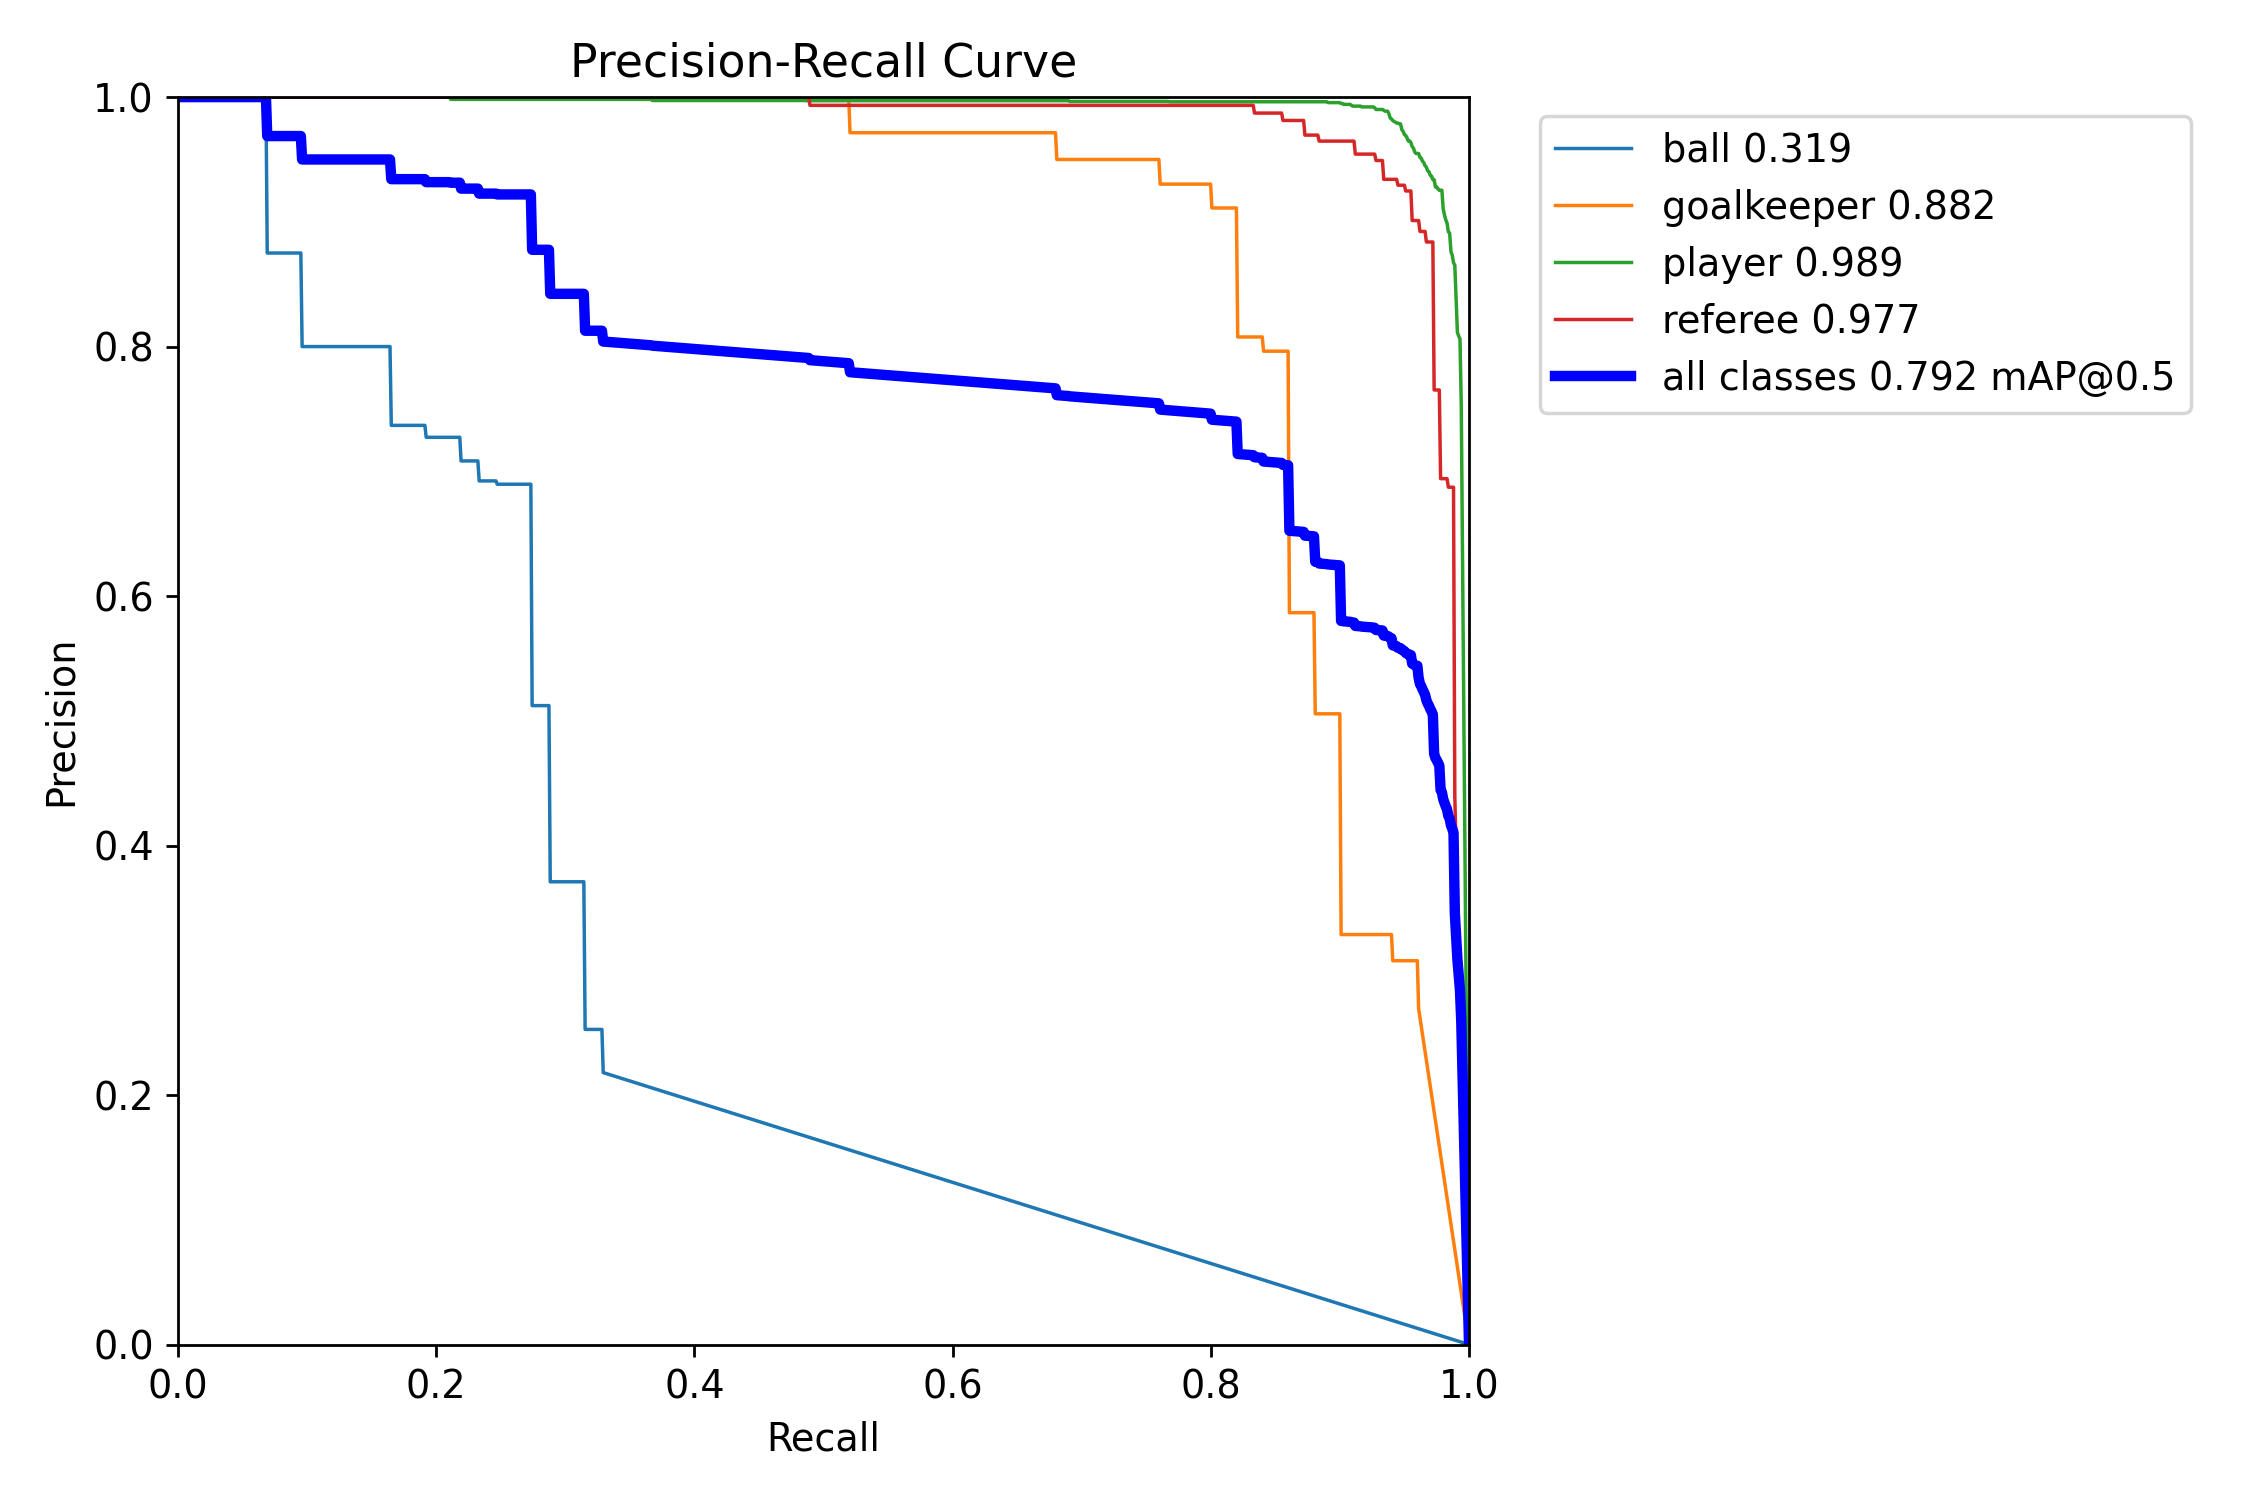 Precision-Recall Curve
1.0
0.8
0.6
0.4
0.2
0.0
Precision
0.0 0.2 0.4 0.6 0.8 1.0
Recall
ball 0.319
goalkeeper 0.882
player 0.989
referee 0.977
all classes 0.792 mAP@0.5